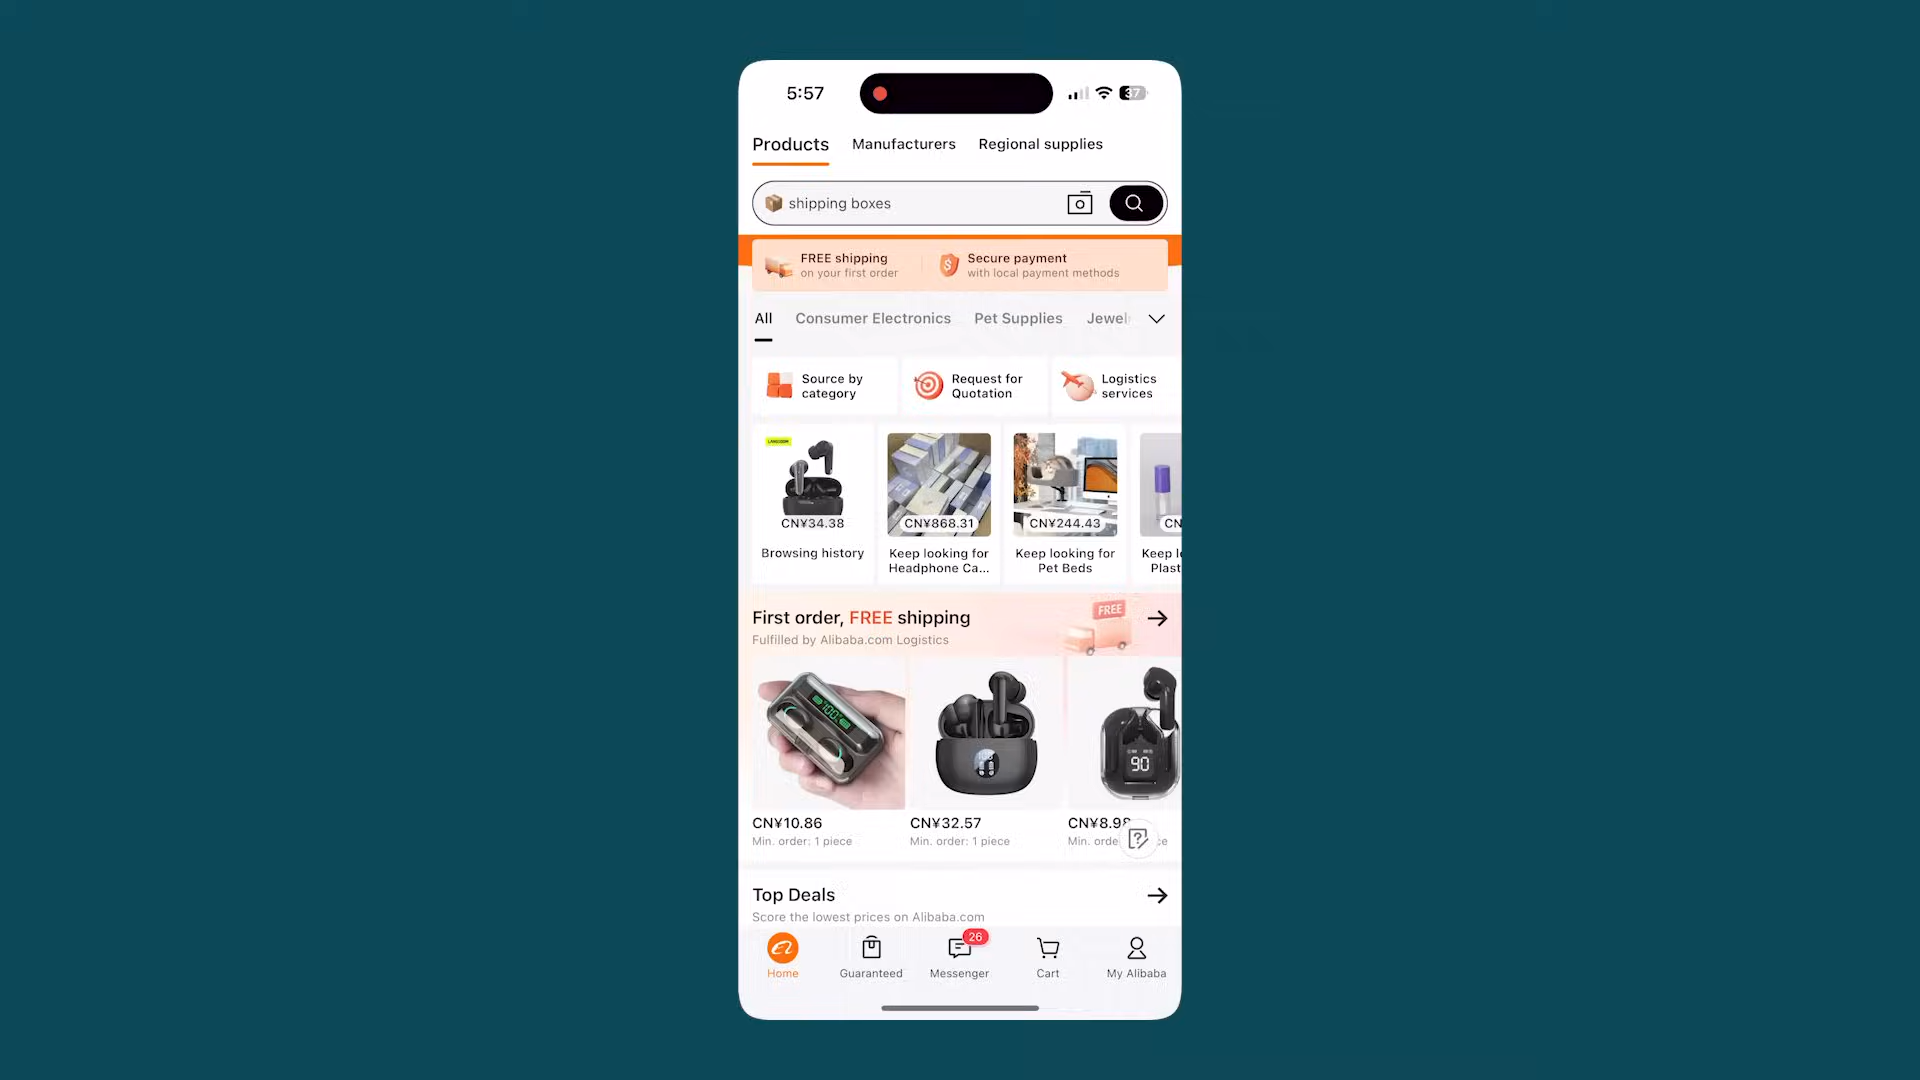 5:57
37
Products Manufacturers Regional supplies
shipping boxes
FREE shipping
on your first order
Secure payment
with local payment methods
All Consumer Electronics Pet Supplies Jewel
Source by
category
Request for
Quotation
Logistics
services
CN¥34.38
Browsing history
CN¥868.31
Keep looking for
Headphone Ca...
CN¥244.43
Keep looking for
Pet Beds
CN
Keep l
Plast
First order, FREE shipping
Fulfilled by Alibaba.com Logistics
FREE
100
90
CN¥10.86
Min. order: 1 piece
CN¥32.57
Min. order: 1 piece
CN¥8.98
Min. orde ce
Top Deals
Score the lowest prices on Alibaba.com
26
Home Guaranteed Messenger Cart My Alibaba